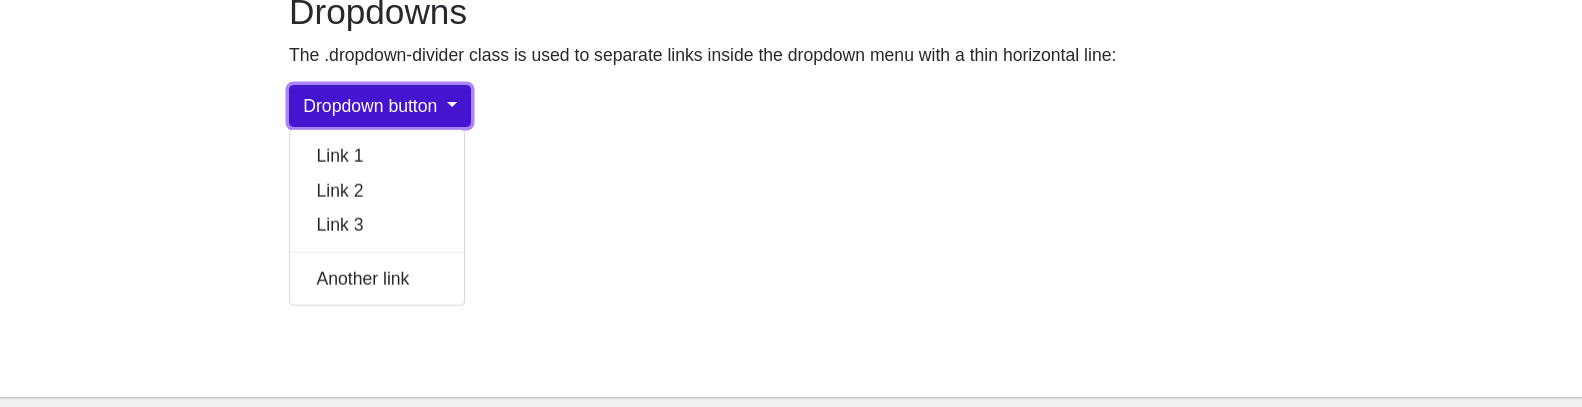 Dropdowns
The .dropdown-divider class is used to separate links inside the dropdown menu with a thin horizontal line:
Dropdown button
Link 1
Link 2
Link 3
Another link